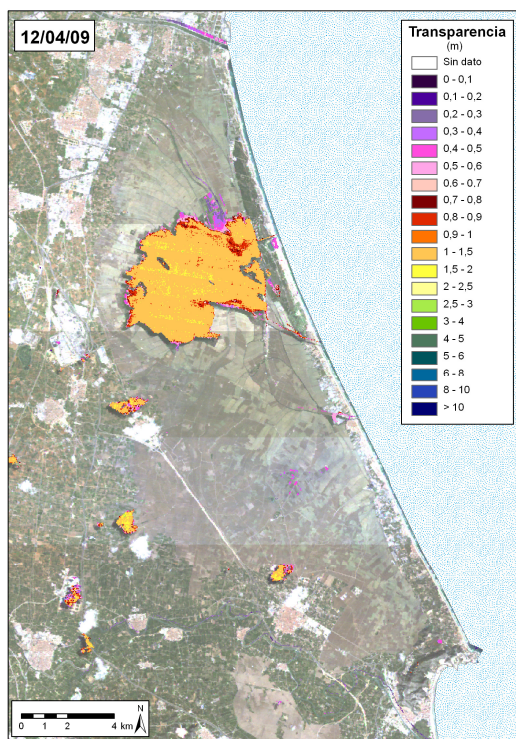 12/04/09
Transparencia
(m)
Sin dato
0 - 0,1
0,1 - 0,2
0,2 - 0,3
0,3 - 0,4
0,4 - 0,5
0,5 - 0,6
0,6 - 0,7
0,7 - 0,8
0,8 - 0,9
0,9 - 1
1 - 1,5
1,5 - 2
2 - 2,5
2,5 - 3
3 - 4
4 - 5
5 - 6
6 - 8
8 - 10
> 10
N
0 1 2 4 km